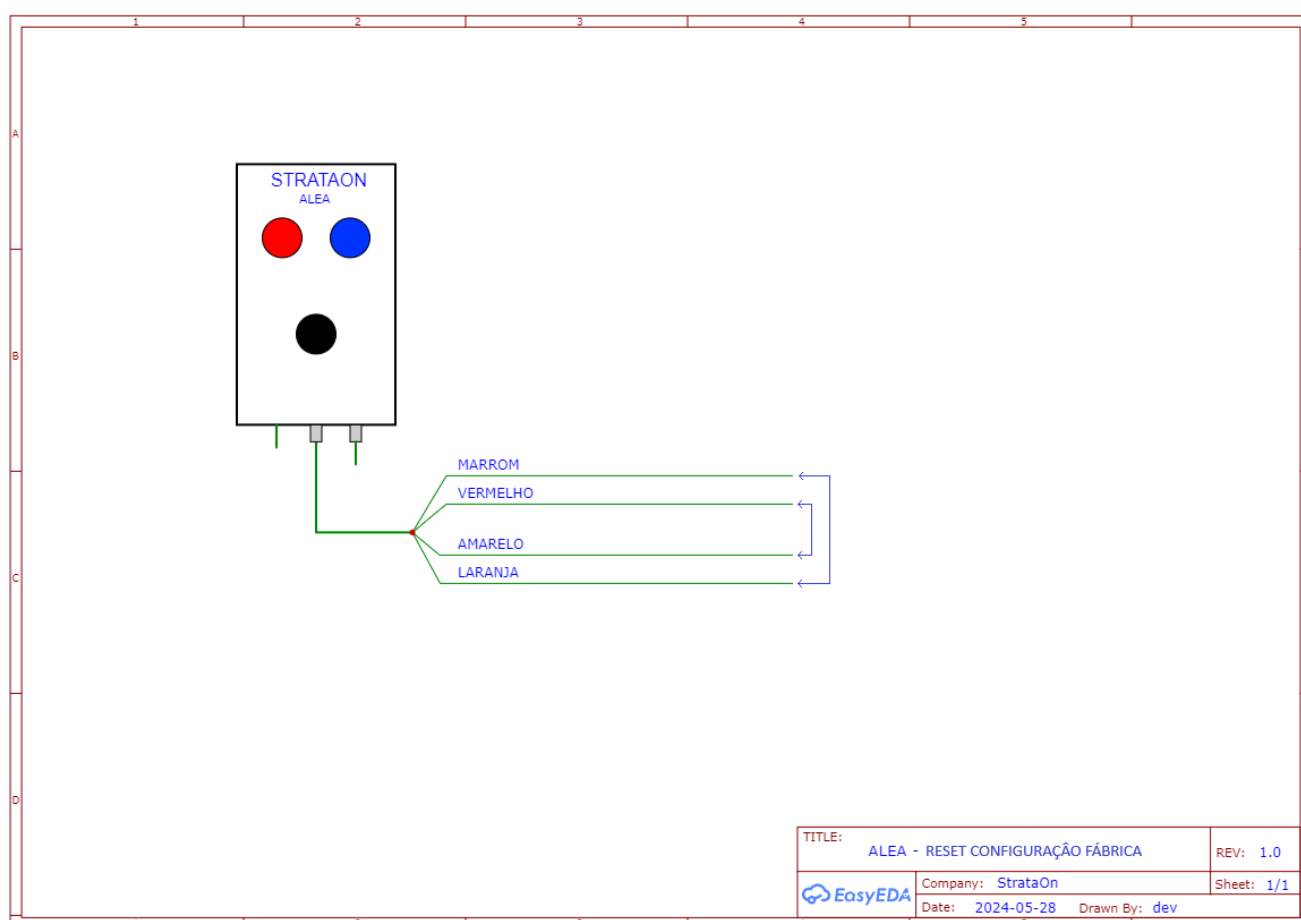 1 2 3 4 5
A
STRATAON
ALEA
B
MARROM
VERMELHO
AMARELO
C
LARANJA
D
TITLE:
ALEA - RESET CONFIGURAÇÂO FÁBRICA
REV: 1.0
EasyEDA
Company: StrataOn
Sheet: 1/1
Date: 2024-05-28 Drawn By: dev